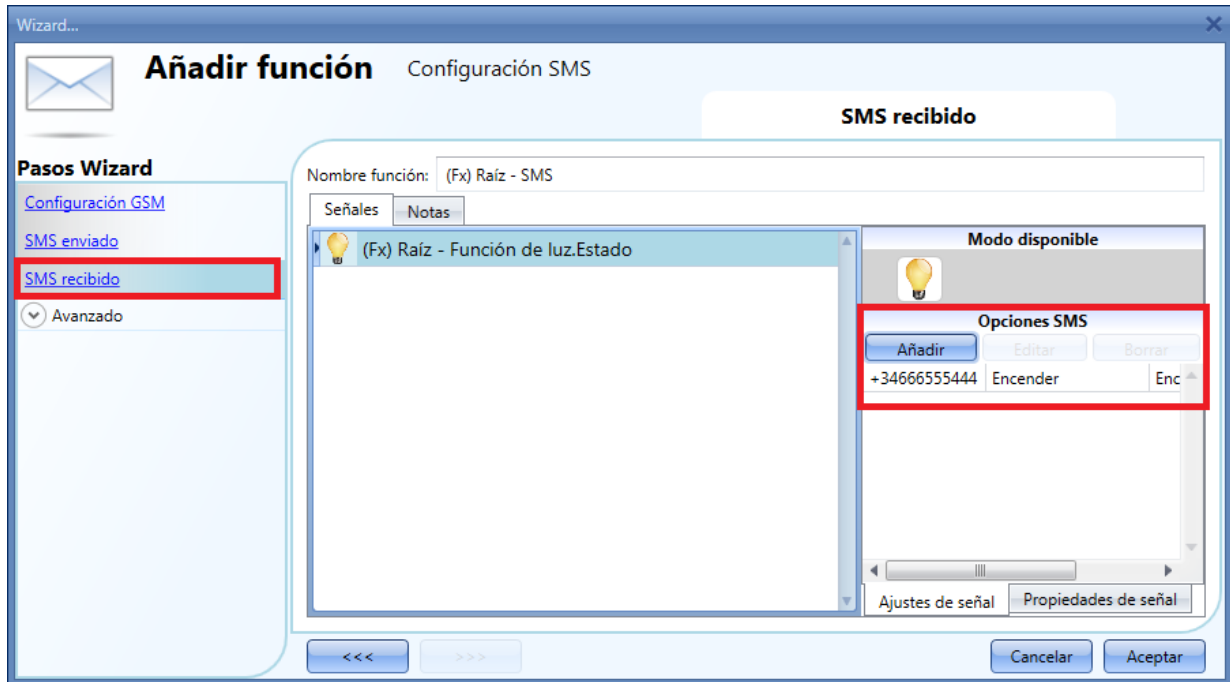 Wizard...
Añadir función Configuración SMS
SMS recibido
Pasos Wizard
Configuración GSM
SMS enviado
SMS recibido
Avanzado
Nombre función: (Fx) Raíz - SMS
Señales Notas
(Fx) Raíz - Función de luz.Estado
Modo disponible
Opciones SMS
Añadir Editar Borrar
+34666555444 Encender Enc
Ajustes de señal Propiedades de señal
<<< >>> Cancelar Aceptar